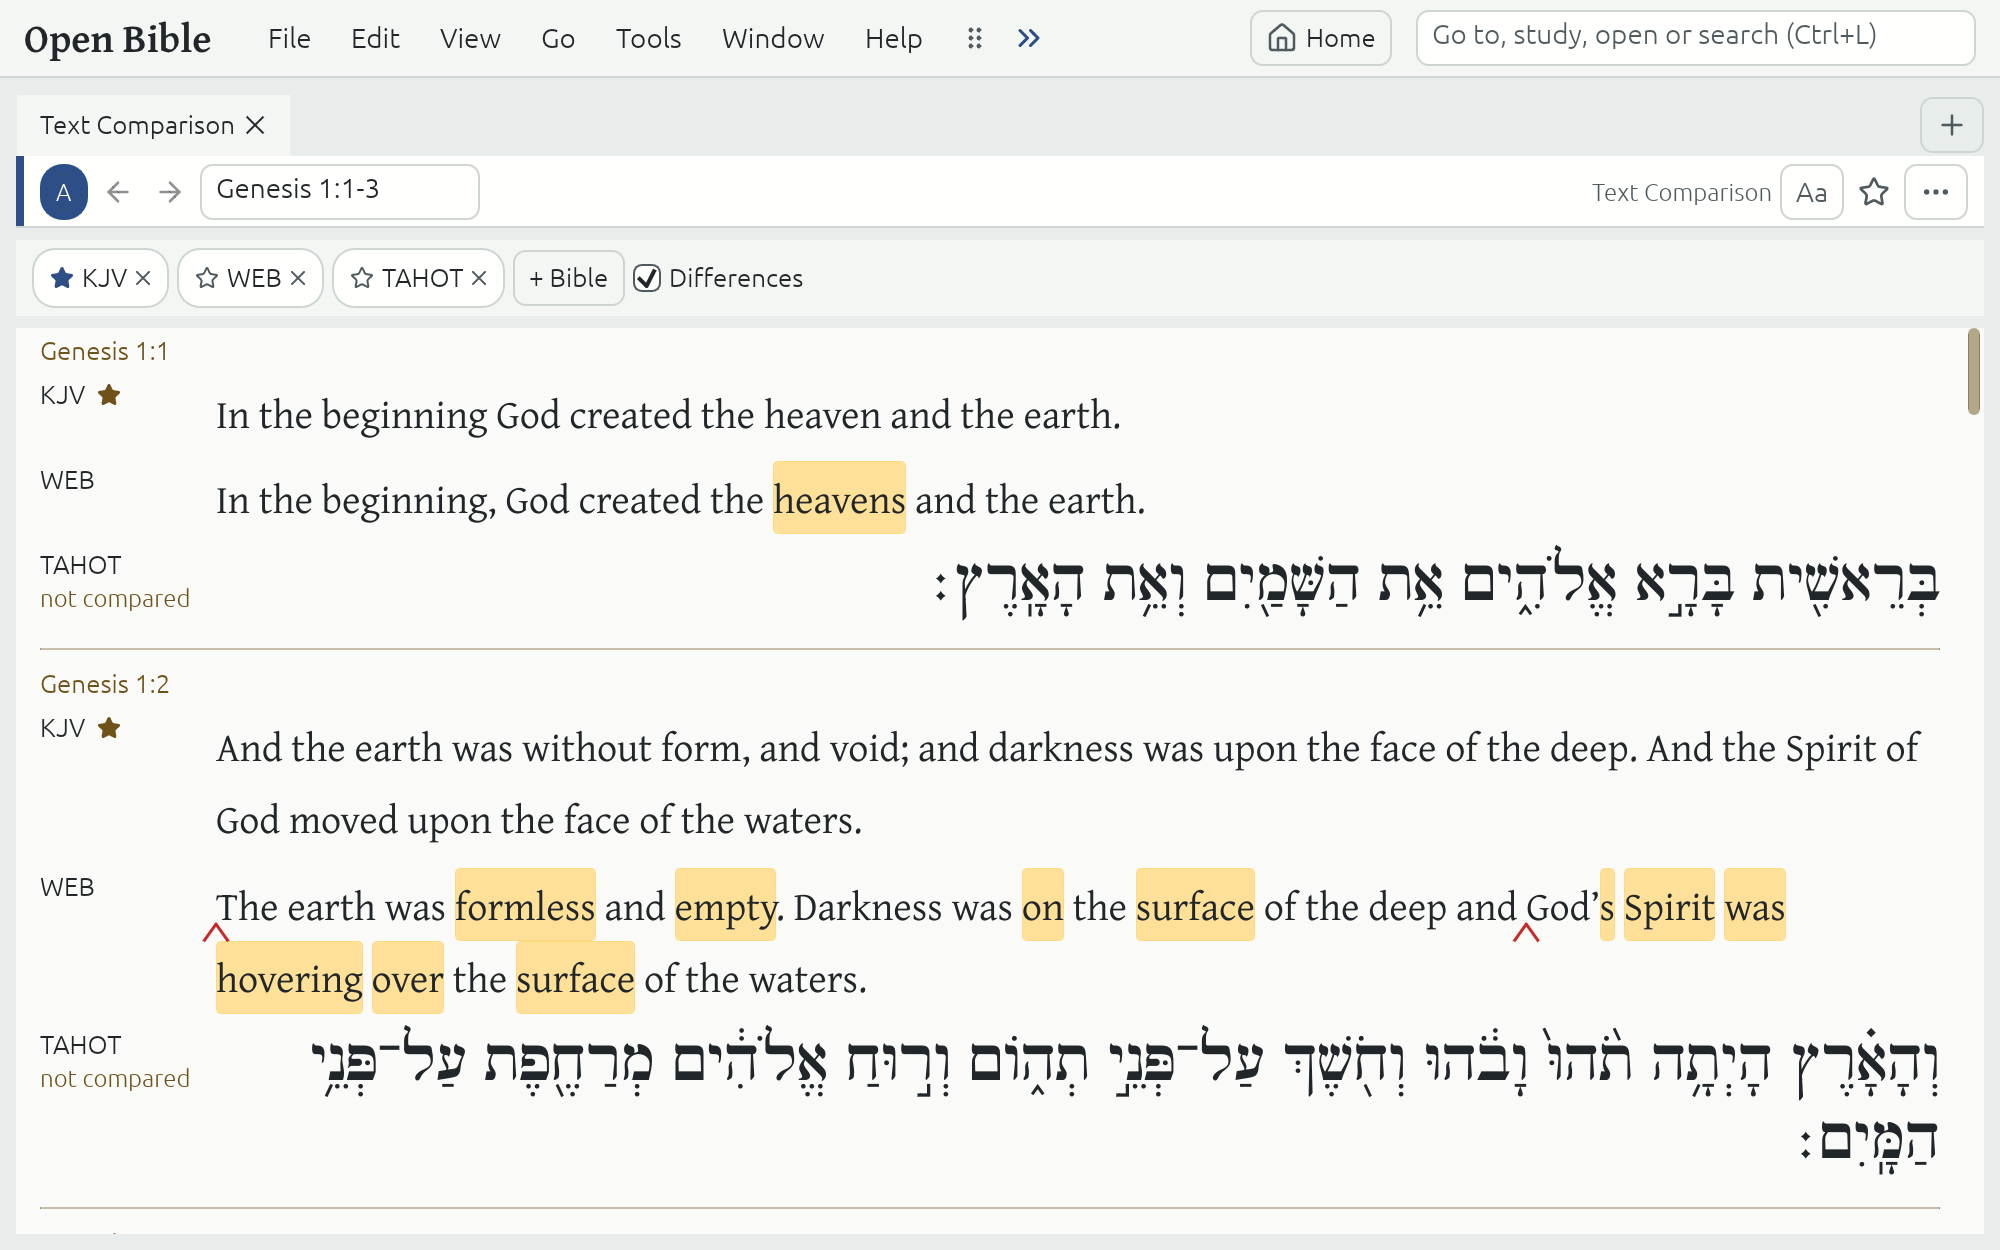 Open Bible File Edit View Go Tools Window Help Home Go to, study, open or search (Ctrl+L)
Text Comparison
A Genesis 1:1-3 Text Comparison Aa
KJV WEB TAHOT + Bible Differences
Genesis 1:1
KJV
In the beginning God created the heaven and the earth.
WEB
In the beginning, God created the heavens and the earth.
TAHOT
not compared
בְּרֵאשִׁ֖ית בָּרָ֣א אֱלֹהִ֑ים אֵ֥ת הַשָּׁמַ֖יִם וְאֵ֥ת הָאָֽרֶץ׃
Genesis 1:2
KJV
And the earth was without form, and void; and darkness was upon the face of the deep. And the Spirit of
God moved upon the face of the waters.
WEB
The earth was formless and empty. Darkness was on the surface of the deep and God’s Spirit was
hovering over the surface of the waters.
TAHOT
not compared
וְהָאָ֗רֶץ הָיְתָ֥ה תֹ֙הוּ֙ וָבֹ֔הוּ וְחֹ֖שֶׁךְ עַל־פְּנֵ֣י תְה֑וֹם וְר֣וּחַ אֱלֹהִ֔ים מְרַחֶ֖פֶת עַל־פְּנֵ֥י
הַמָּֽיִם׃